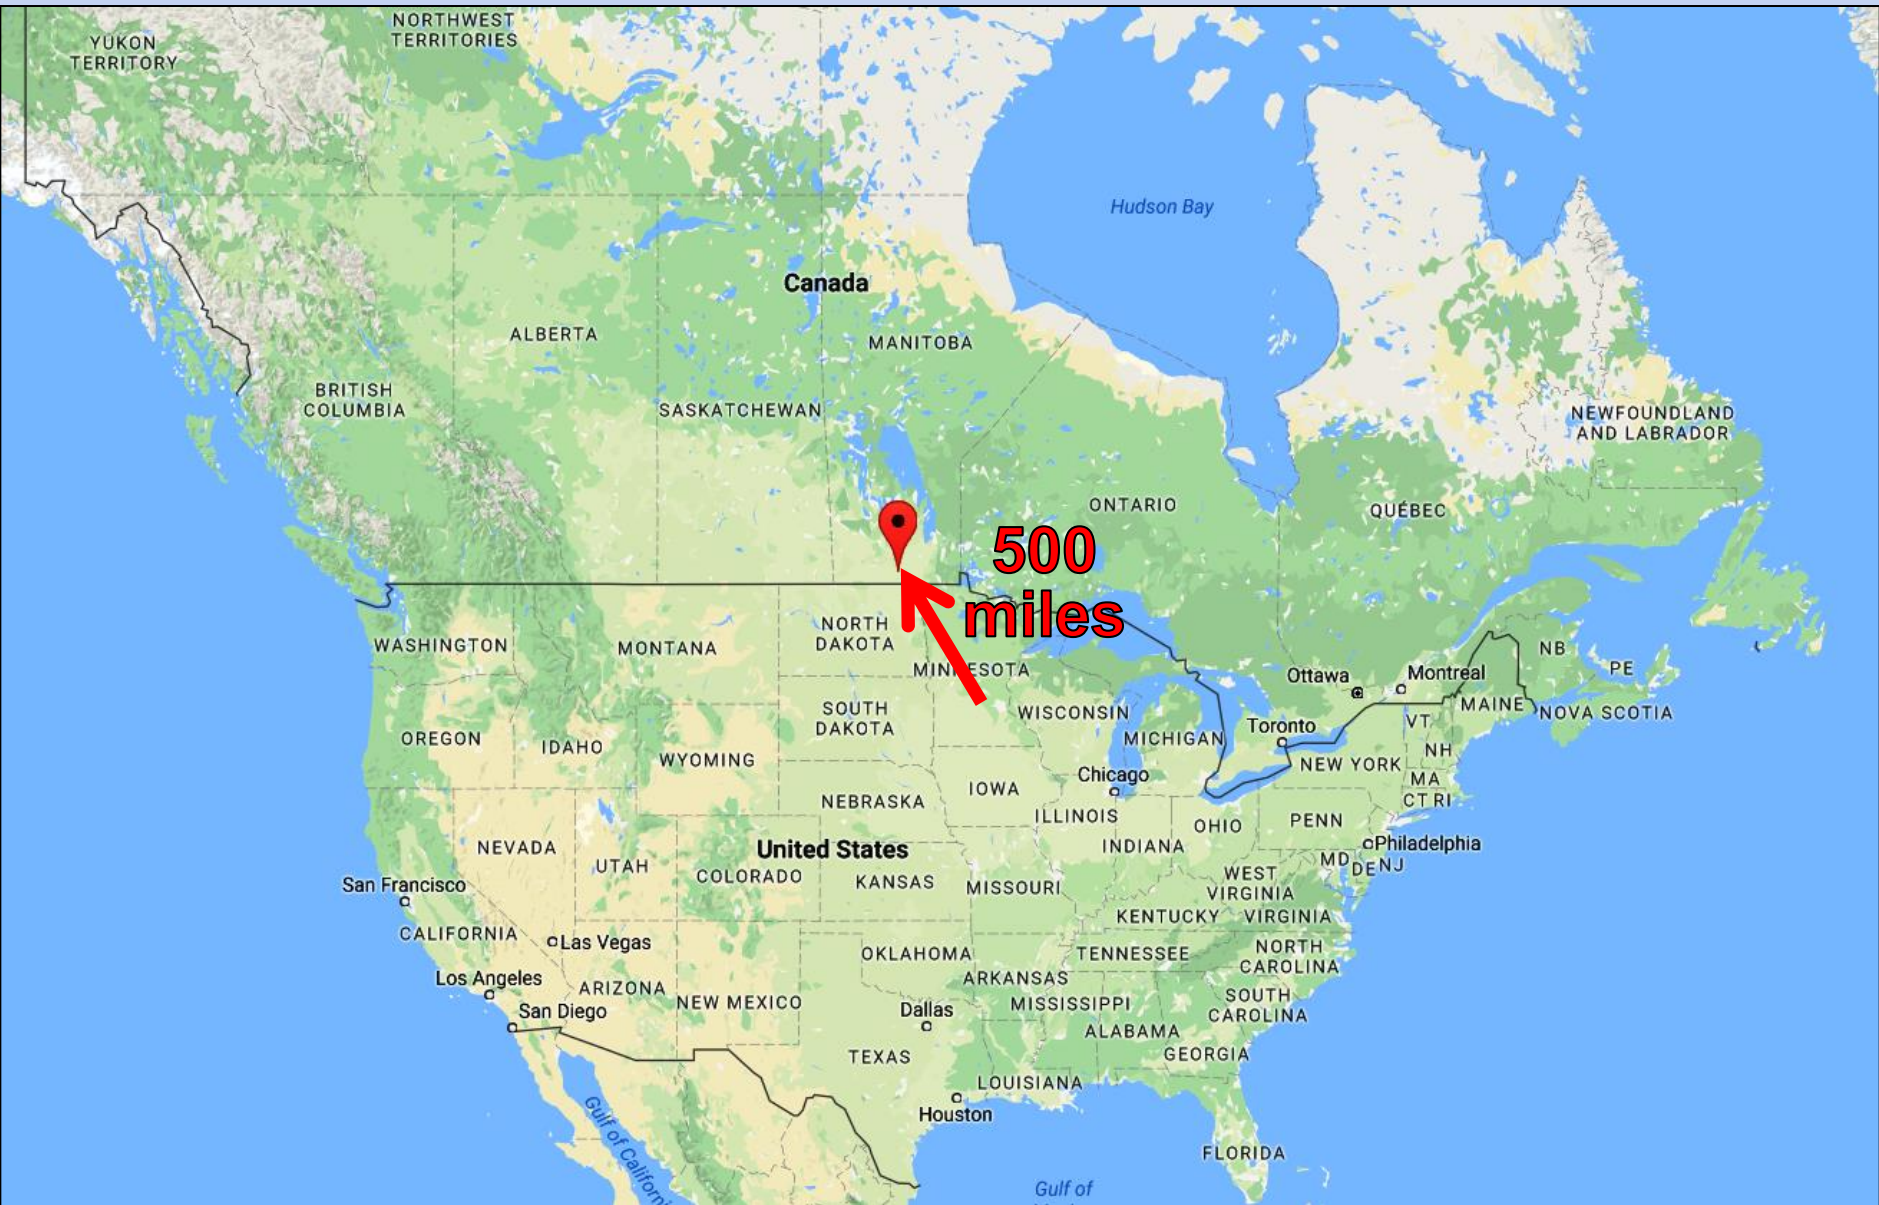 NORTHWEST
TERRITORIES
YUKON
TERRITORY
Hudson Bay
Canada
ALBERTA
MANITOBA
BRITISH
COLUMBIA
SASKATCHEWAN
NEWFOUNDLAND
AND LABRADOR
ONTARIO
QUÉBEC
500
miles
WASHINGTON
MONTANA
NORTH
DAKOTA
MINNESOTA
Ottawa
Montreal
NB
PE
MAINE
NOVA SCOTIA
OREGON
IDAHO
WYOMING
SOUTH
DAKOTA
WISCONSIN
MICHIGAN
Toronto
VT
NH
NEW YORK
MA
CT RI
Chicago
IOWA
NEBRASKA
ILLINOIS
INDIANA
OHIO
PENN
Philadelphia
MD
DE
NJ
NEVADA
UTAH
United States
COLORADO
KANSAS
MISSOURI
WEST
VIRGINIA
KENTUCKY
VIRGINIA
San Francisco
CALIFORNIA
Las Vegas
OKLAHOMA
TENNESSEE
NORTH
CAROLINA
Los Angeles
ARIZONA
NEW MEXICO
ARKANSAS
MISSISSIPPI
SOUTH
CAROLINA
San Diego
Dallas
ALABAMA
TEXAS
GEORGIA
LOUISIANA
Houston
Gulf of Californi
FLORIDA
Gulf of